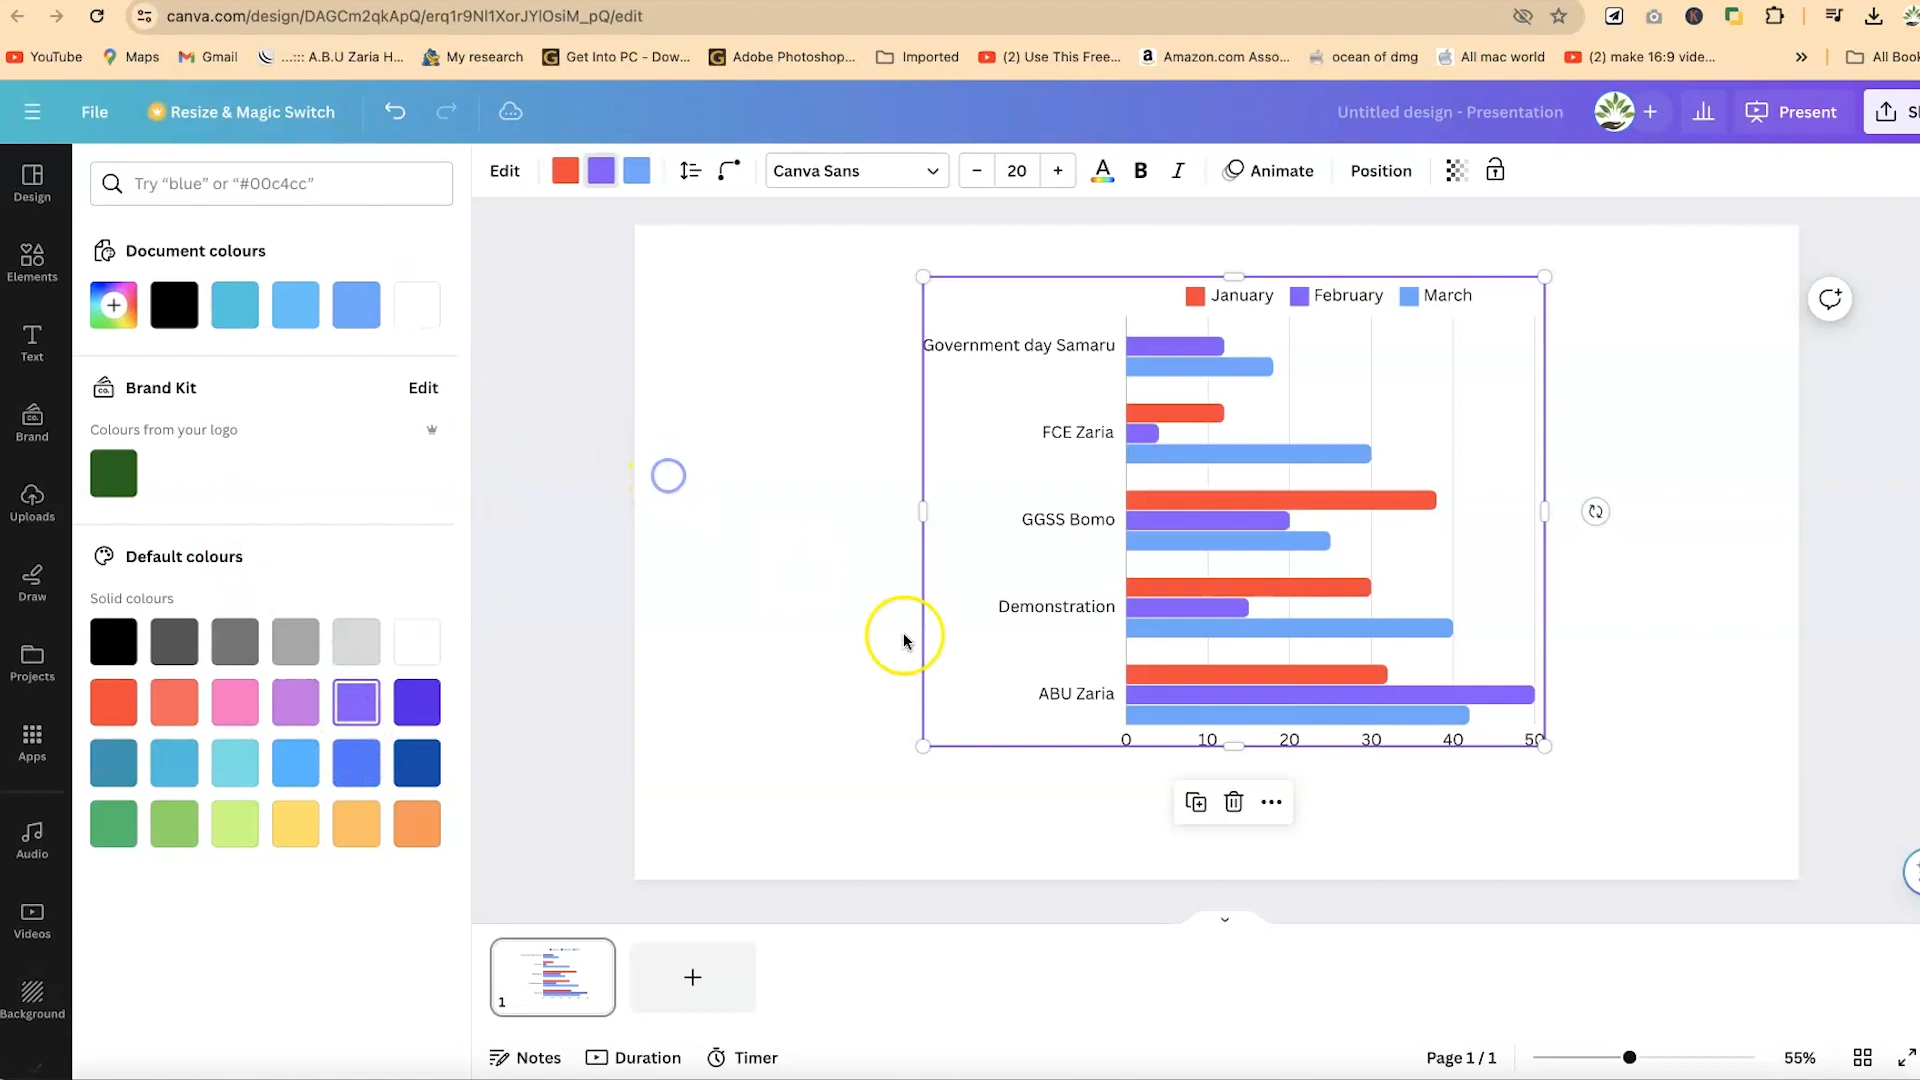 canva.com/design/DAGCm2qkApQ/erq1r9Nl1XorJYlOsiM_pQ/edit
YouTube Maps Gmail ...::: A.B.U Zaria H... My research Get Into PC - Dow... Adobe Photoshop... Imported (2) Use This Free... Amazon.com Asso... ocean of dmg All mac world (2) make 16:9 vide... » All Book
File Resize & Magic Switch Untitled design - Presentation Present
Edit Canva Sans 20 A B I Animate Position
Design
Elements
Text
Brand
Uploads
Draw
Projects
Apps
Audio
Videos
Background
Try “blue” or “#00c4cc”
Document colours
Brand Kit Edit
Colours from your logo
Default colours
Solid colours
January February March
Government day Samaru
FCE Zaria
GGSS Bomo
Demonstration
ABU Zaria
0 10 20 30 40 50
1
Notes Duration Timer Page 1 / 1 55%